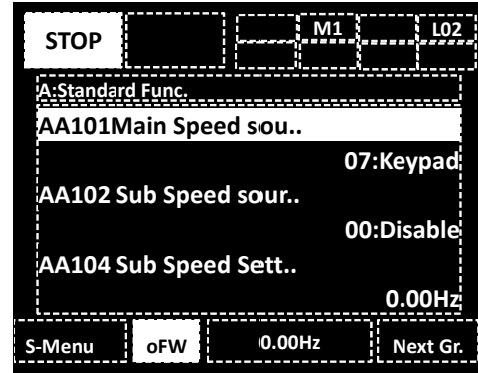 STOP M1 L02
A:Standard Func.
AA101Main Speed sou..
07:Keypad
AA102 Sub Speed sour..
00:Disable
AA104 Sub Speed Sett..
0.00Hz
S-Menu oFW 0.00Hz Next Gr.